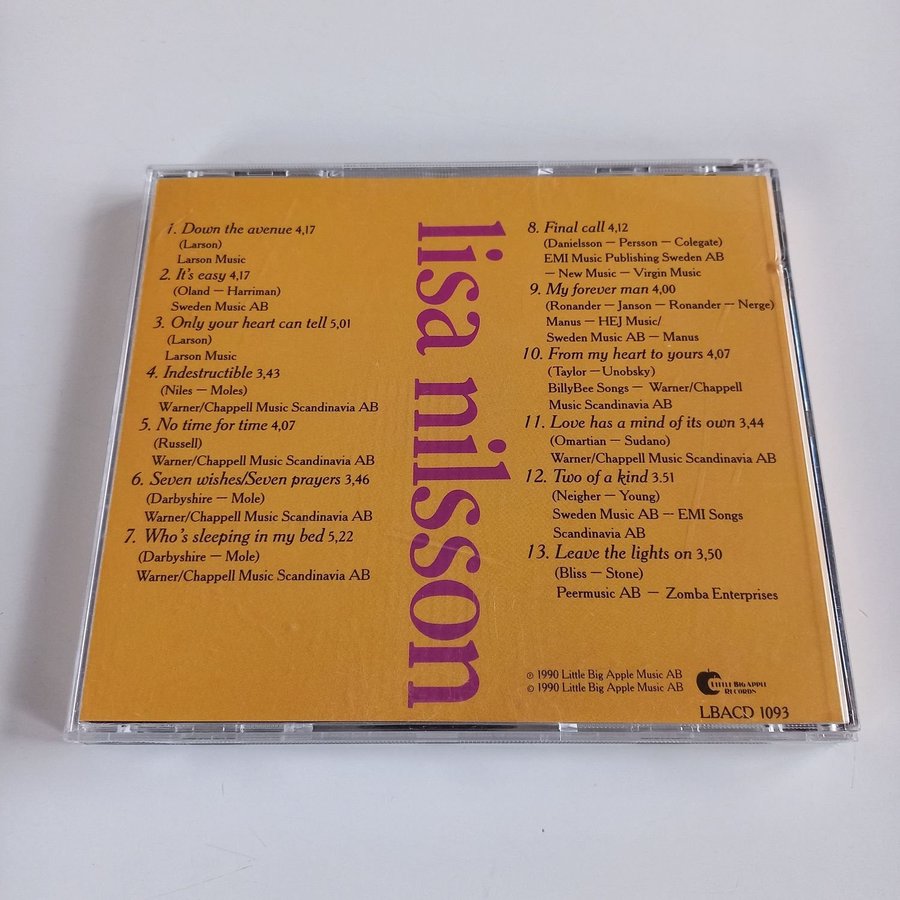 1. Down the avenue 4,17
(Larson)
Larson Music
2. It's easy 4,17
(Oland — Harriman)
Sweden Music AB
3. Only your heart can tell 5,01
(Larson)
Larson Music
4. Indestructible 3,43
(Niles — Moles)
Warner/Chappell Music Scandinavia AB
5. No time for time 4,07
(Russell)
Warner/Chappell Music Scandinavia AB
6. Seven wishes/Seven prayers 3,46
(Darbyshire — Mole)
Warner/Chappell Music Scandinavia AB
7. Who's sleeping in my bed 5,22
(Darbyshire — Mole)
Warner/Chappell Music Scandinavia AB
lisa nilsson
8. Final call 4,12
(Danielsson — Persson — Colegate)
EMI Music Publishing Sweden AB
— New Music — Virgin Music
9. My forever man 4,00
(Ronander — Janson — Ronander — Nerge)
Manus — HEJ Music/
Sweden Music AB — Manus
10. From my heart to yours 4,07
(Taylor — Unobsky)
BillyBee Songs — Warner/Chappell
Music Scandinavia AB
11. Love has a mind of its own 3,44
(Omartian — Sudano)
Warner/Chappell Music Scandinavia AB
12. Two of a kind 3.51
(Neigher — Young)
Sweden Music AB — EMI Songs
Scandinavia AB
13. Leave the lights on 3,50
(Bliss — Stone)
Peermusic AB — Zomba Enterprises
℗ 1990 Little Big Apple Music AB
© 1990 Little Big Apple Music AB
LITTLE BIG APPLE
RECORDS
LBACD 1093